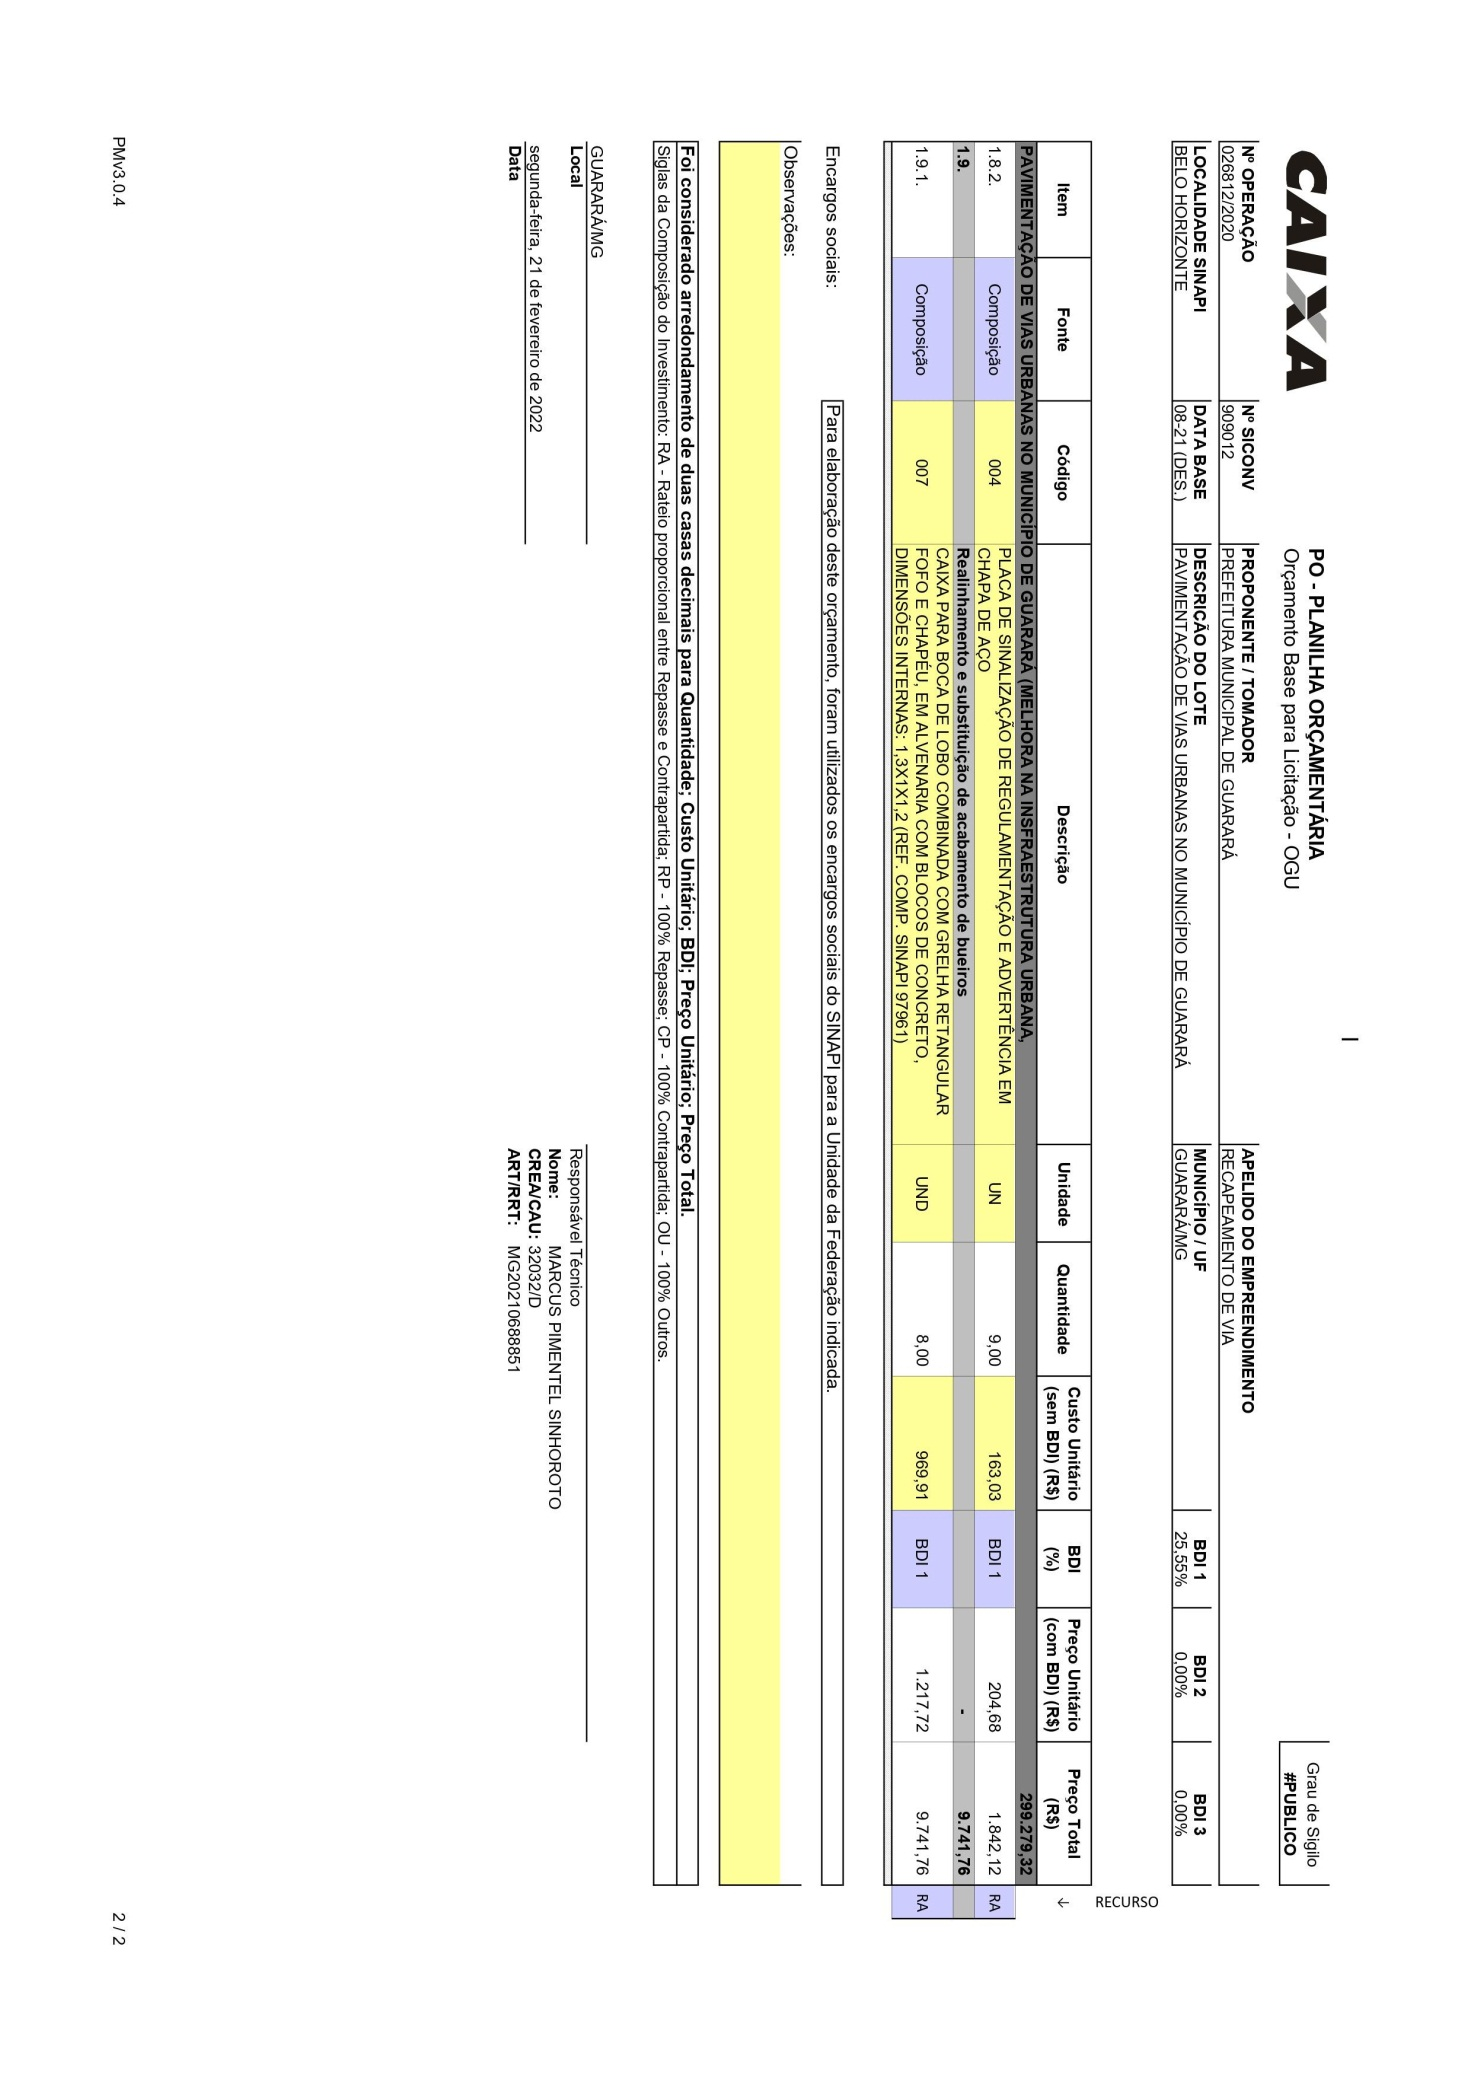 CAIXA
PO - PLANILHA ORÇAMENTÁRIA
Orçamento Base para Licitação - OGU
Grau de Sigilo
#PUBLICO
Nº OPERAÇÃO Nº SICONV PROPONENTE / TOMADOR APELIDO DO EMPREENDIMENTO
026812/2020 909012 PREFEITURA MUNICIPAL DE GUARARÁ RECAPEAMENTO DE VIA
LOCALIDADE SINAPI DATA BASE DESCRIÇÃO DO LOTE MUNICÍPIO / UF BDI 1 BDI 2 BDI 3
BELO HORIZONTE 08-21 (DES.) PAVIMENTAÇÃO DE VIAS URBANAS NO MUNICÍPIO DE GUARARÁ GUARARÁ/MG 25,55% 0,00% 0,00%
RECURSO
Item Fonte Código Descrição Unidade Quantidade Custo Unitário (sem BDI) (R$) BDI (%) Preço Unitário (com BDI) (R$) Preço Total (R$) ↓
PAVIMENTAÇÃO DE VIAS URBANAS NO MUNICÍPIO DE GUARARÁ (MELHORA NA INSFRAESTRUTURA URBANA, 299.279,32
1.8.2. Composição 004 PLACA DE SINALIZAÇÃO DE REGULAMENTAÇÃO E ADVERTÊNCIA EM
CHAPA DE AÇO UN 9,00 163,03 BDI 1 204,68 1.842,12 RA
1.9. Realinhamento e substituição de acabamento de bueiros - 9.741,76
1.9.1. Composição 007 CAIXA PARA BOCA DE LOBO COMBINADA COM GRELHA RETANGULAR
FOFO E CHAPÉU, EM ALVENARIA COM BLOCOS DE CONCRETO,
DIMENSÕES INTERNAS: 1,3X1X1,2 (REF. COMP. SINAPI 97961) UND 8,00 969,91 BDI 1 1.217,72 9.741,76 RA
Encargos sociais: Para elaboração deste orçamento, foram utilizados os encargos sociais do SINAPI para a Unidade da Federação indicada.
Observações:
Foi considerado arredondamento de duas casas decimais para Quantidade; Custo Unitário; BDI; Preço Unitário; Preço Total.
Siglas da Composição do Investimento: RA - Rateio proporcional entre Repasse e Contrapartida; RP - 100% Repasse; CP - 100% Contrapartida; OU - 100% Outros.
GUARARÁ/MG
Local
segunda-feira, 21 de fevereiro de 2022
Data
Responsável Técnico
Nome: MARCUS PIMENTEL SINHOROTO
CREA/CAU: 32032/D
ART/RRT: MG20210688851
PMv3.0.4
2 / 2